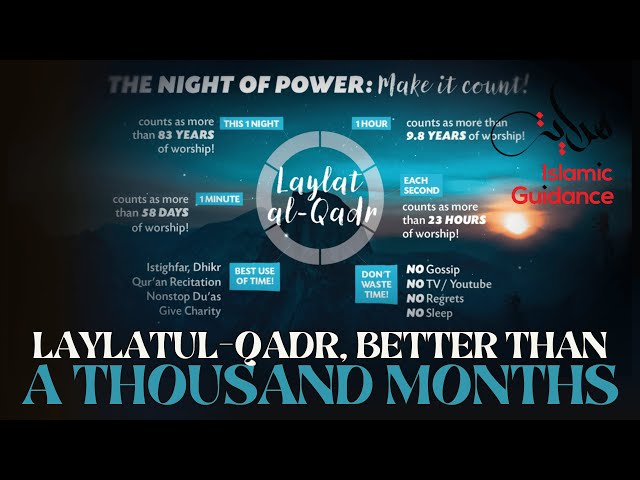 THE NIGHT OF POWER: Make it count!
counts as more
than 83 YEARS
of worship!
THIS 1 NIGHT
1 HOUR
counts as more than
9.8 YEARS of worship!
هداية
Islamic
Guidance
Laylat
al-Qadr
counts as more
than 58 DAYS
of worship!
1 MINUTE
EACH
SECOND
counts as more
than 23 HOURS
of worship!
Istighfar, Dhikr
Qur'an Recitation
Nonstop Du'as
Give Charity
BEST USE
OF TIME!
DON'T
WASTE
TIME!
NO Gossip
NO TV/Youtube
NO Regrets
NO Sleep
LAYLATUL-QADR, BETTER THAN
A THOUSAND MONTHS